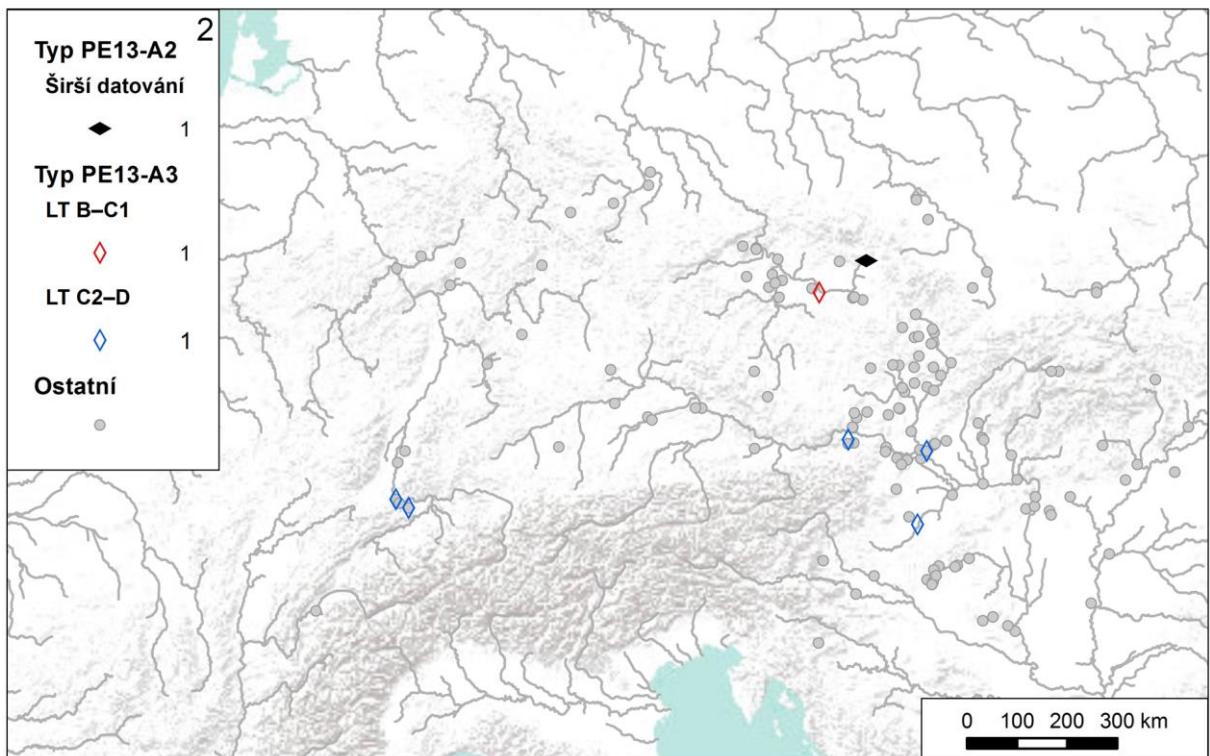 2
Typ PE13-A2
Širší datování
1
Typ PE13-A3
LT B–C1
1
LT C2–D
1
Ostatní
0 100 200 300 km